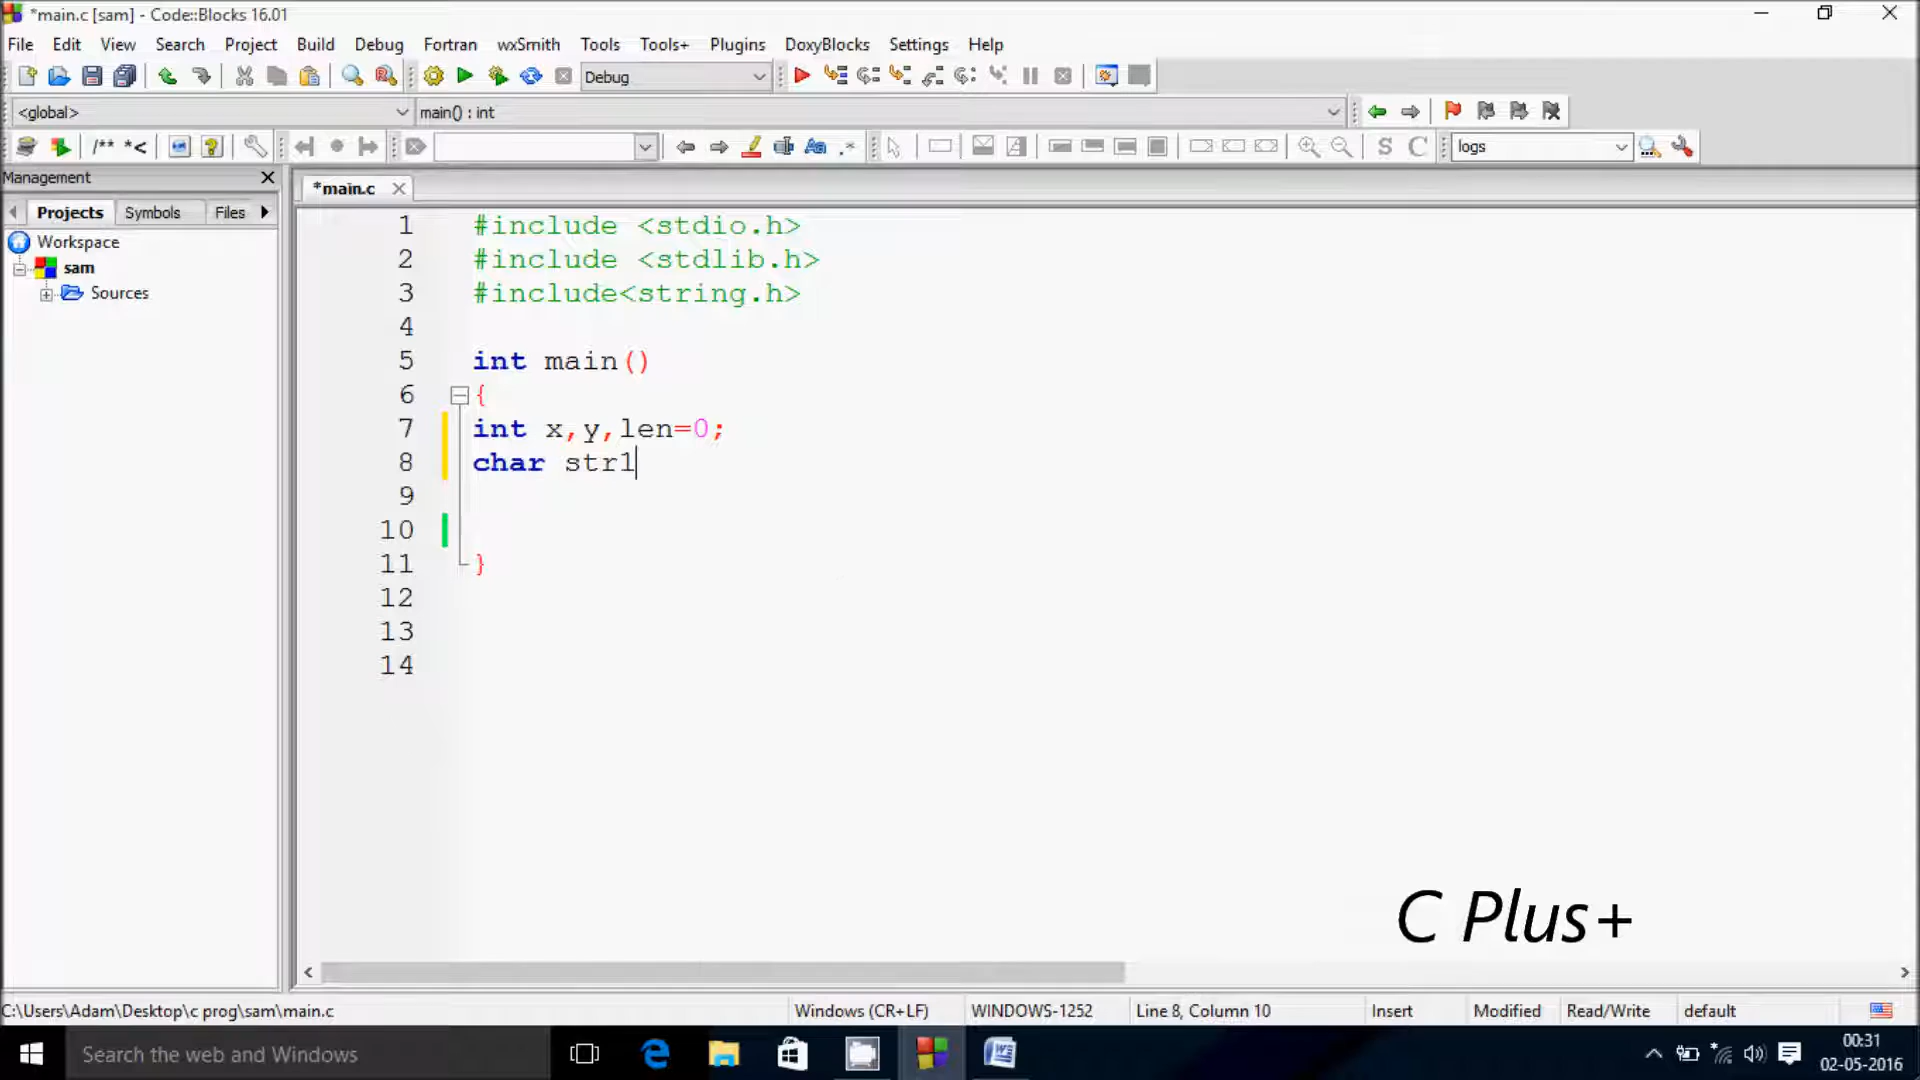 *main.c [sam] - Code::Blocks 16.01
File Edit View Search Project Build Debug Fortran wxSmith Tools Tools+ Plugins DoxyBlocks Settings Help
Debug
<global> main() : int
/** *< Aa .* S C logs
Management
*main.c
Projects Symbols Files
Workspace
sam
Sources
1 #include <stdio.h>
2 #include <stdlib.h>
3 #include<string.h>
4
5 int main()
6 {
7 int x,y,len=0;
8 char str1
9
10
11 }
12
13
14
C Plus+
C:\Users\Adam\Desktop\c prog\sam\main.c Windows (CR+LF) WINDOWS-1252 Line 8, Column 10 Insert Modified Read/Write default
Search the web and Windows
00:31
02-05-2016